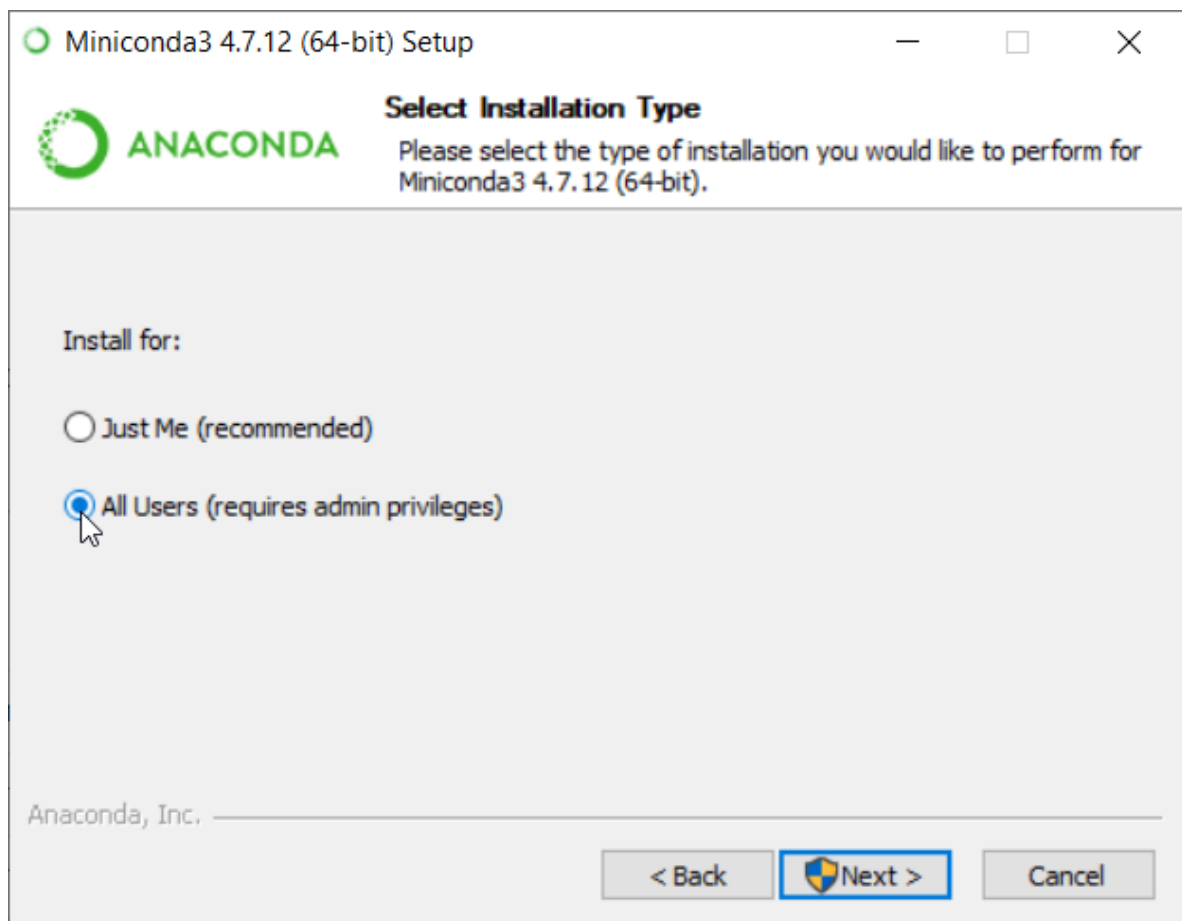 Miniconda3 4.7.12 (64-bit) Setup
ANACONDA
Select Installation Type
Please select the type of installation you would like to perform for
Miniconda3 4.7.12 (64-bit).
Install for:
Just Me (recommended)
All Users (requires admin privileges)
Anaconda, Inc.
< Back
Next >
Cancel